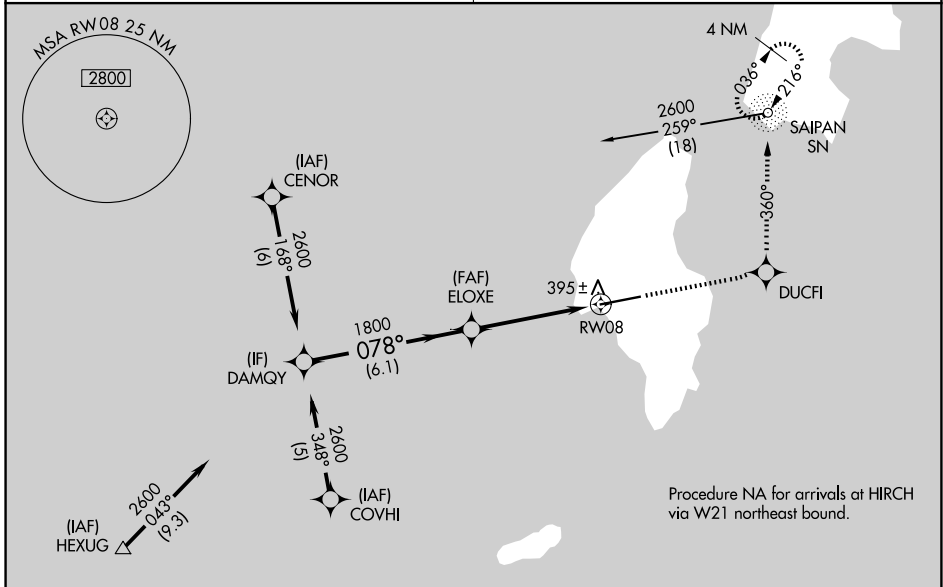 MSA RW08 25 NM
2800
4 NM
036°
216°
2600
259°
(18)
SAIPAN
SN
(IAF)
CENOR
2600
168°
(6)
360°
(FAF)
ELOXE
395±
RW08
DUCFI
1800
078°
(6.1)
(IF)
DAMQY
2600
348°
(5)
(IAF)
COVHI
2600
043°
(9.3)
(IAF)
HEXUG
Procedure NA for arrivals at HIRCH
via W21 northeast bound.